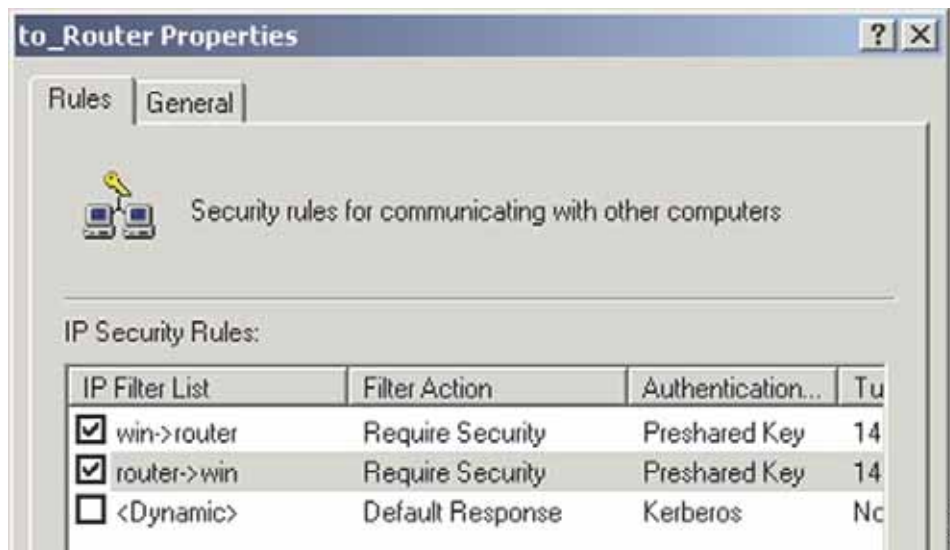 to_Router Properties
Rules General
Security rules for communicating with other computers
IP Security Rules:
IP Filter List Filter Action Authentication... Tu
win->router Require Security Preshared Key 14
router->win Require Security Preshared Key 14
<Dynamic> Default Response Kerberos No